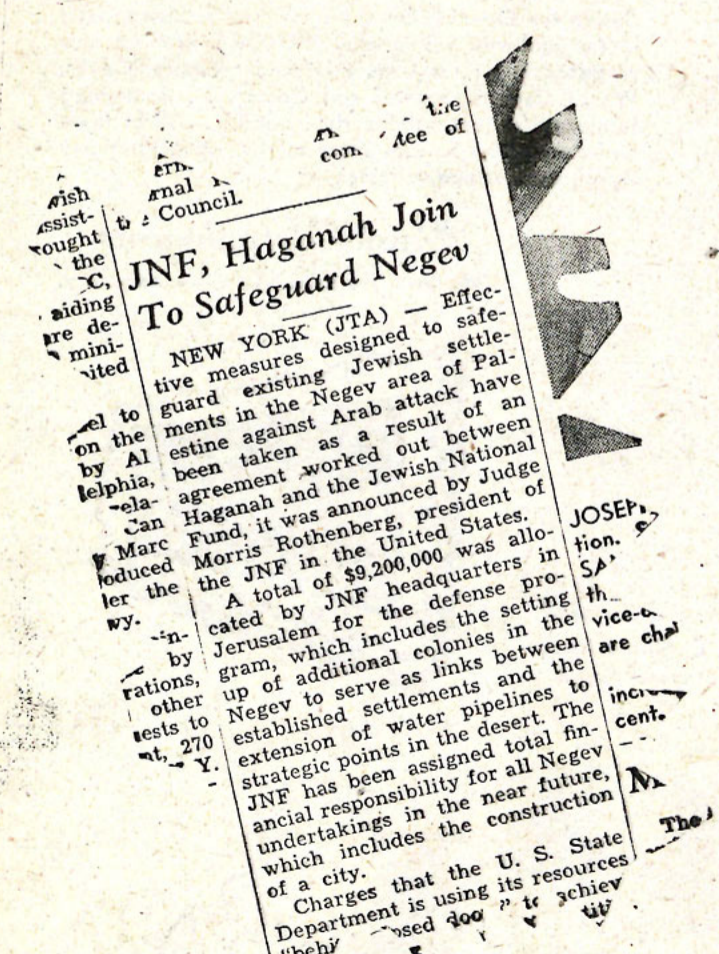 the
tee of
Council.
JNF, Haganah Join
To Safeguard Negev
NEW YORK (JTA) — Effec-
tive measures designed to safe-
guard existing Jewish settle-
ments in the Negev area of Pal-
estine against Arab attack have
been taken as a result of an
agreement worked out between
Haganah and the Jewish National
Fund, it was announced by Judge
Morris Rothenberg, president of
the JNF in the United States.
A total of $9,200,000 was allo-
cated by JNF headquarters in
Jerusalem for the defense pro-
gram, which includes the setting
up of additional colonies in the
Negev to serve as links between
established settlements and the
extension of water pipelines to
strategic points in the desert. The
JNF has been assigned total fin-
ancial responsibility for all Negev
undertakings in the near future,
which includes the construction
of a city.
Charges that the U. S. State
Department is using its resources
the
aiding
to
on the
by Al
Marc
the
by
other
to
270
Y.
tion.
are
cent.
The